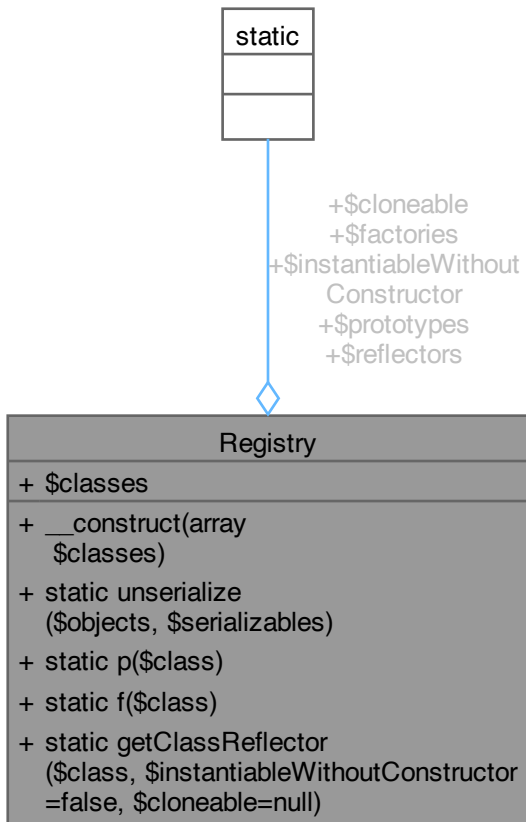 static
+$cloneable
+$factories
+$instantiableWithout
Constructor
+$prototypes
+$reflectors
Registry
+ $classes
+ __construct(array
$classes)
+ static unserialize
($objects, $serializables)
+ static p($class)
+ static f($class)
+ static getClassReflector
($class, $instantiableWithoutConstructor
=false, $cloneable=null)